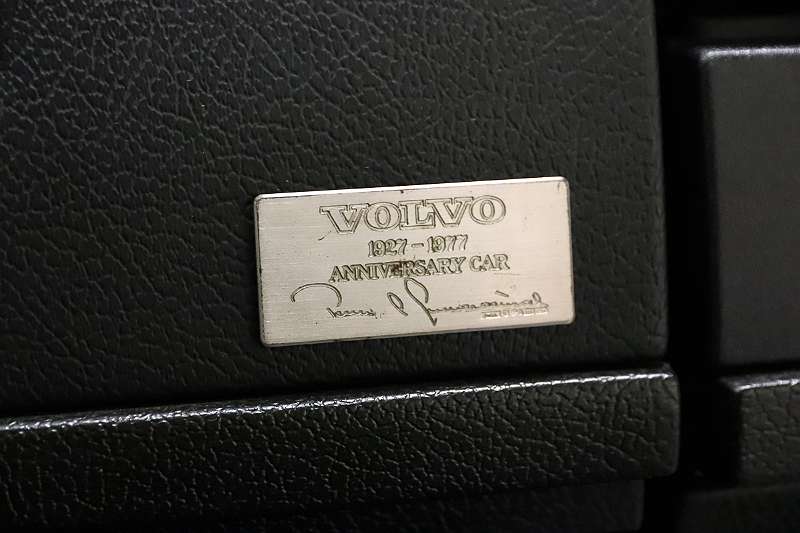 VOLVO
1927 - 1977
ANNIVERSARY CAR